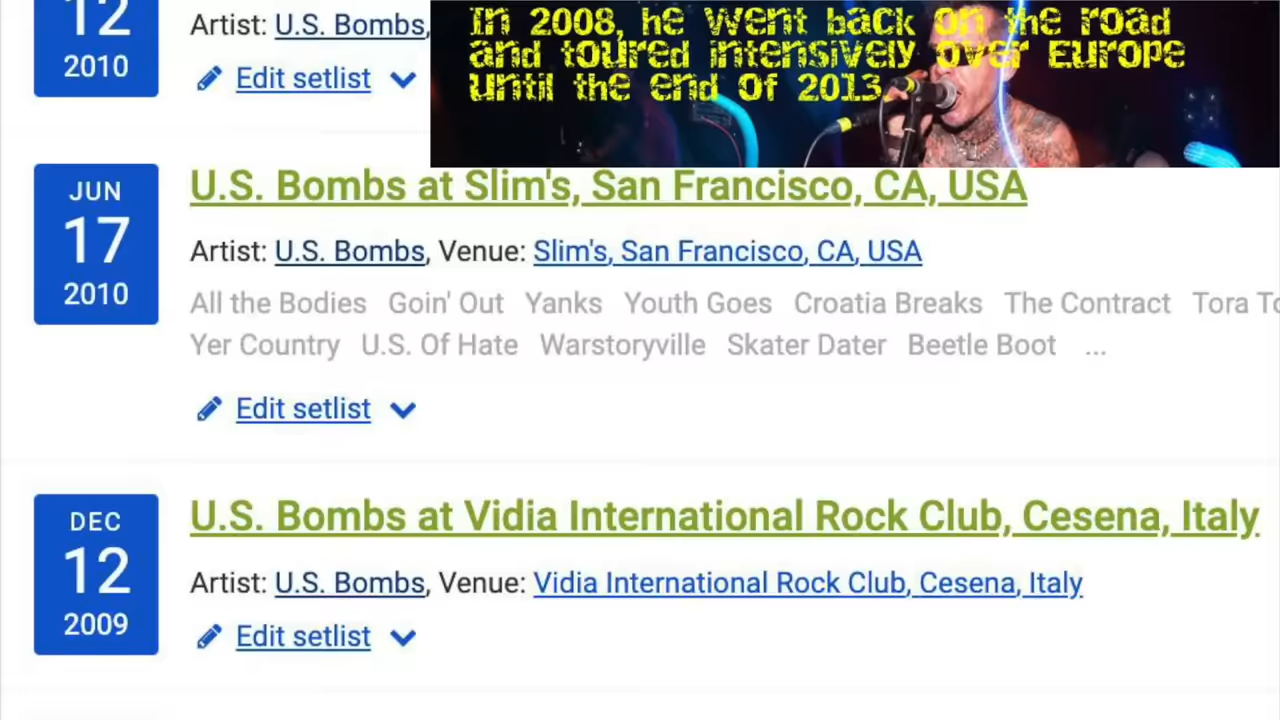 12
2010
Artist: U.S. Bombs,
Edit setlist
In 2008, he went back on the road
and toured intensively over Europe
until the end of 2013.
JUN
17
2010
U.S. Bombs at Slim's, San Francisco, CA, USA
Artist: U.S. Bombs, Venue: Slim's, San Francisco, CA, USA
All the Bodies Goin' Out Yanks Youth Goes Croatia Breaks The Contract Tora
Yer Country U.S. Of Hate Warstoryville Skater Dater Beetle Boot ...
Edit setlist
DEC
12
2009
U.S. Bombs at Vidia International Rock Club, Cesena, Italy
Artist: U.S. Bombs, Venue: Vidia International Rock Club, Cesena, Italy
Edit setlist